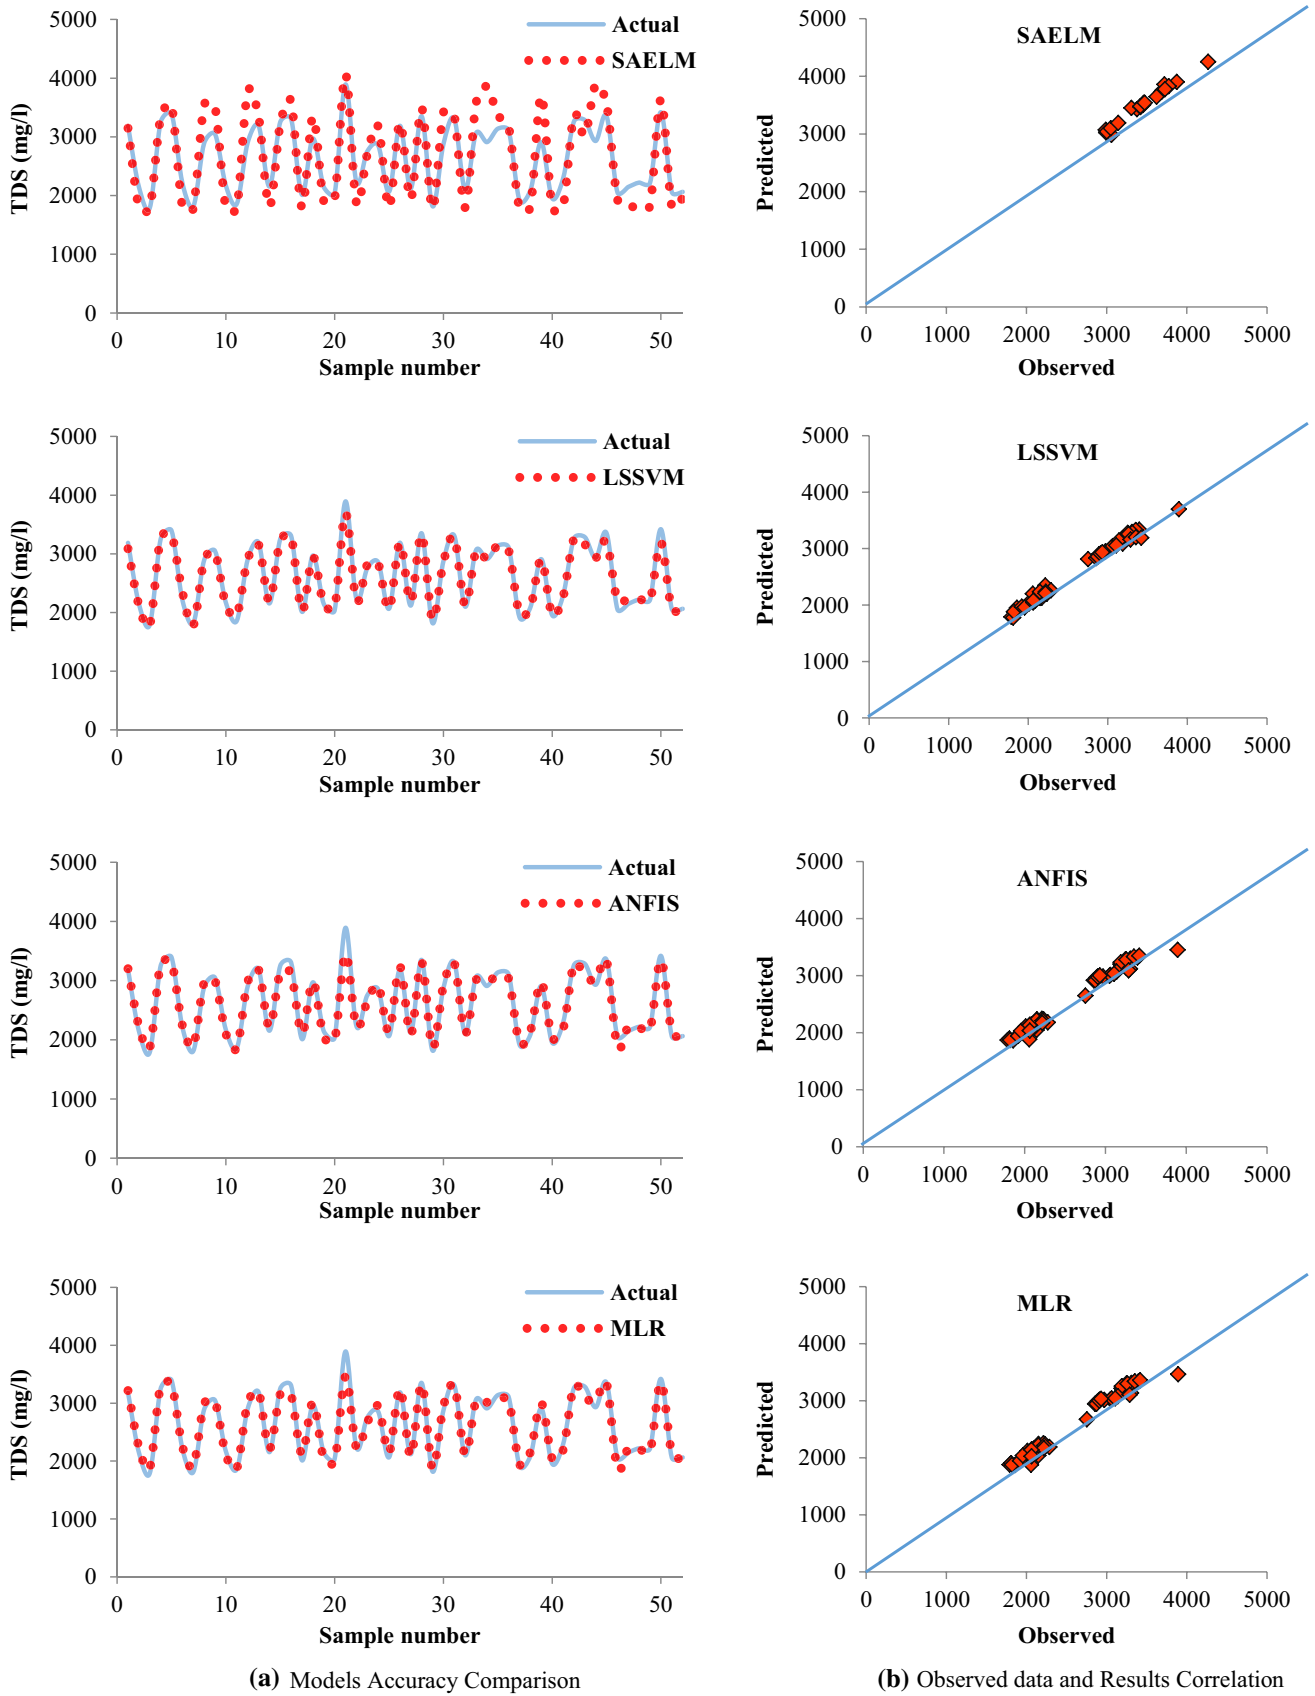 5000
4000
3000
2000
1000
0
TDS (mg/l)
Actual
SAELM
0 10 20 30 40 50
Sample number
5000
4000
3000
2000
1000
0
Predicted
SAELM
0 1000 2000 3000 4000 5000
Observed
5000
4000
3000
2000
1000
0
TDS (mg/l)
Actual
LSSVM
0 10 20 30 40 50
Sample number
5000
4000
3000
2000
1000
0
Predicted
LSSVM
0 1000 2000 3000 4000 5000
Observed
5000
4000
3000
2000
1000
0
TDS (mg/l)
Actual
ANFIS
0 10 20 30 40 50
Sample number
5000
4000
3000
2000
1000
0
Predicted
ANFIS
0 1000 2000 3000 4000 5000
Observed
5000
4000
3000
2000
1000
0
TDS (mg/l)
Actual
MLR
0 10 20 30 40 50
Sample number
5000
4000
3000
2000
1000
0
Predicted
MLR
0 1000 2000 3000 4000 5000
Observed
(a) Models Accuracy Comparison
(b) Observed data and Results Correlation